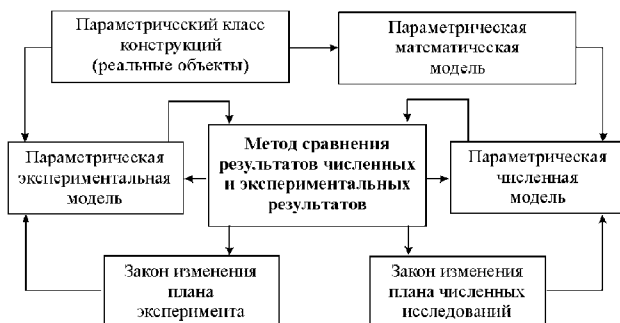 Параметрический класс
конструкций
(реальные объекты)
Параметрическая
математическая
модель
Метод сравнения
результатов численных
и экспериментальных
результатов
Параметрическая
экспериментальная
модель
Параметрическая
численная
модель
Закон изменения
плана
эксперимента
Закон изменения
плана численных
исследований